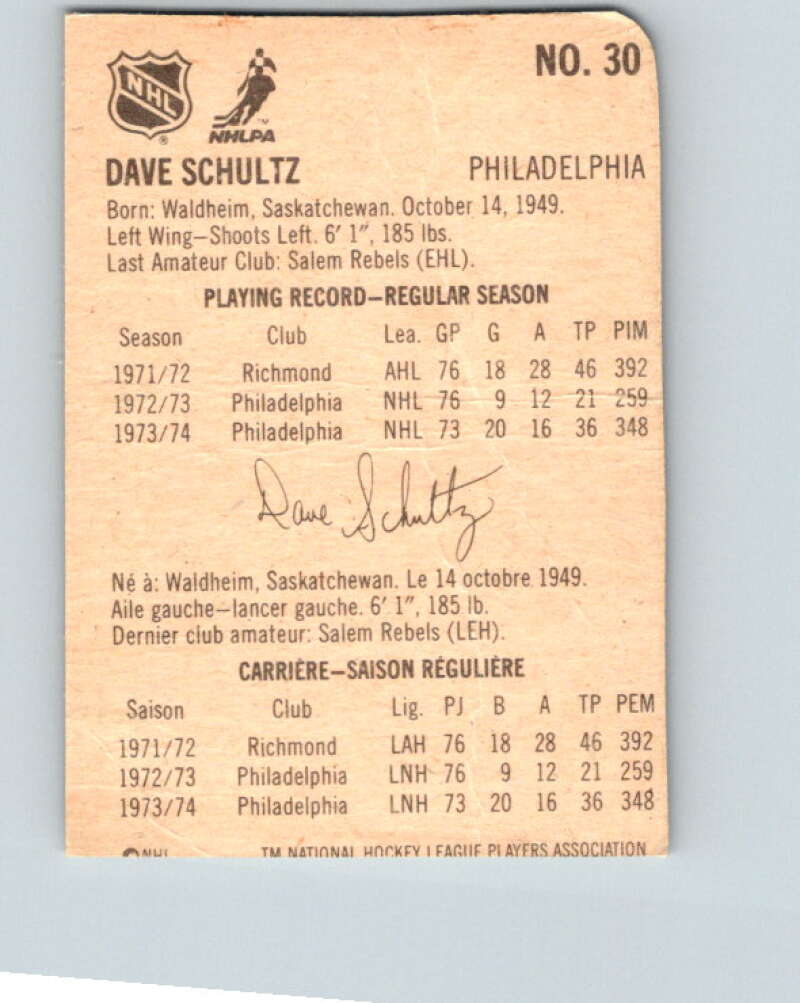 NO. 30
NHL
®
NHLPA
™
DAVE SCHULTZ PHILADELPHIA
Born: Waldheim, Saskatchewan. October 14, 1949.
Left Wing—Shoots Left. 6′ 1″, 185 lbs.
Last Amateur Club: Salem Rebels (EHL).
PLAYING RECORD—REGULAR SEASON
Season Club Lea. GP G A TP PIM
1971/72 Richmond AHL 76 18 28 46 392
1972/73 Philadelphia NHL 76 9 12 21 259
1973/74 Philadelphia NHL 73 20 16 36 348
Dave Schultz
Né à: Waldheim, Saskatchewan. Le 14 octobre 1949.
Aile gauche—lancer gauche. 6′ 1″, 185 lb.
Dernier club amateur: Salem Rebels (LEH).
CARRIÈRE—SAISON RÉGULIÈRE
Saison Club Lig. PJ B A TP PEM
1971/72 Richmond LAH 76 18 28 46 392
1972/73 Philadelphia LNH 76 9 12 21 259
1973/74 Philadelphia LNH 73 20 16 36 348
©NHL TM NATIONAL HOCKEY LEAGUE PLAYERS ASSOCIATION